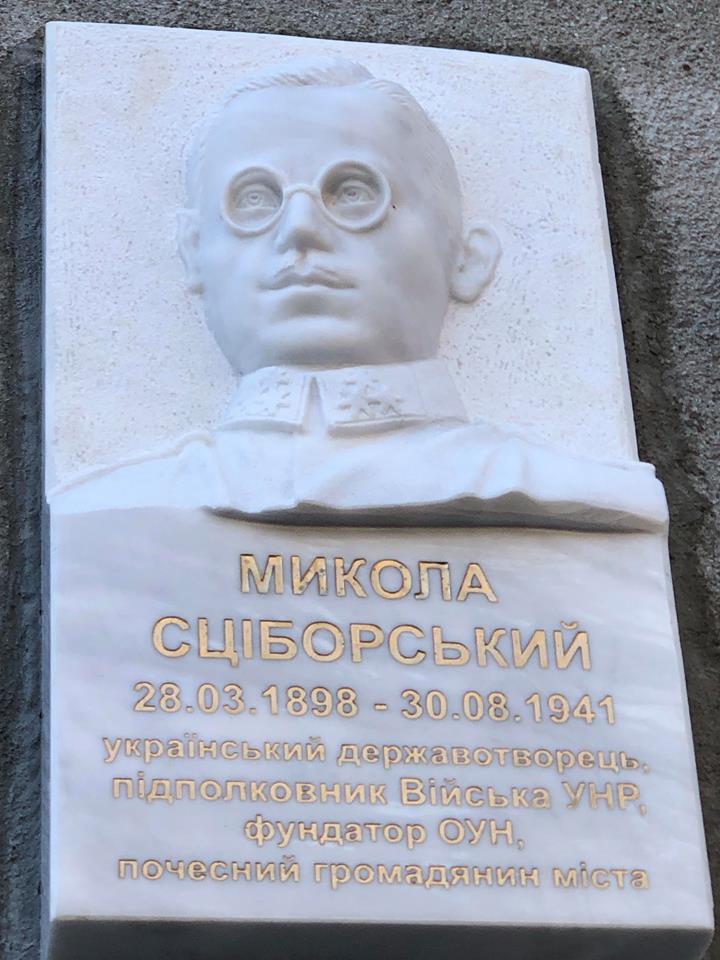 МИКОЛА
СЦІБОРСЬКИЙ
28.03.1898 - 30.08.1941
український державотворець,
підполковник Війська УНР,
фундатор ОУН,
почесний громадянин міста